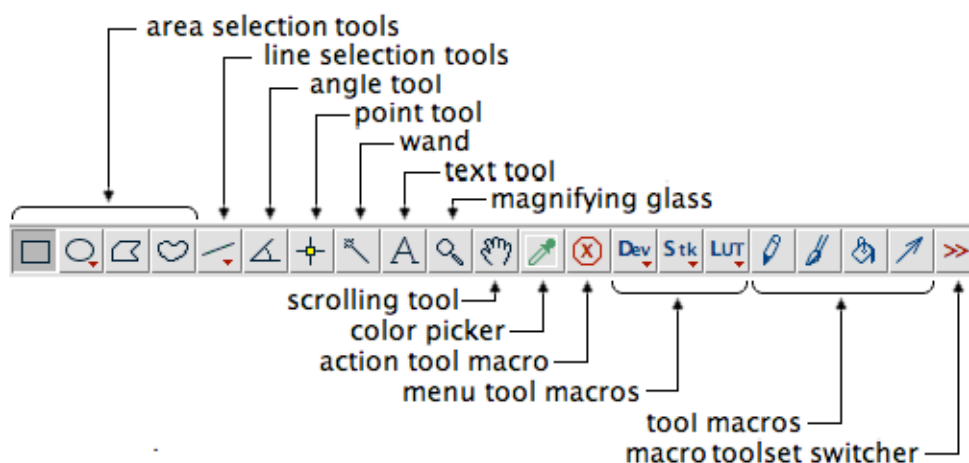 area selection tools
line selection tools
angle tool
point tool
wand
text tool
magnifying glass
A Dev Stk LUT >>
scrolling tool
color picker
action tool macro
menu tool macros
tool macros
macro toolset switcher